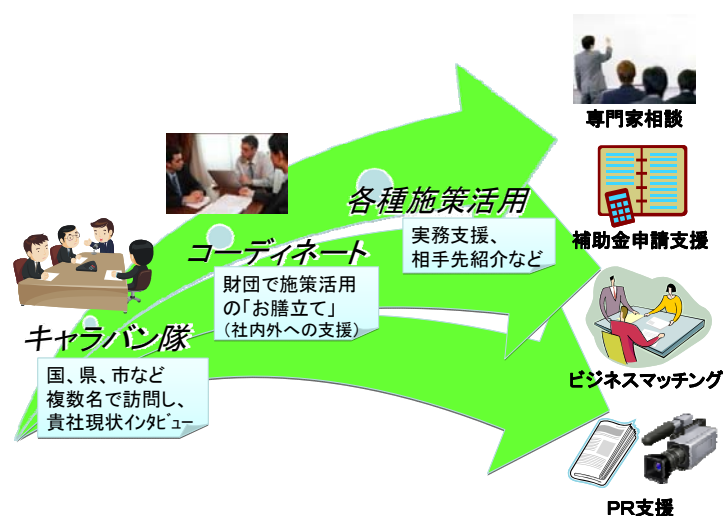 専門家相談
各種施策活用
実務支援、
相手先紹介など
補助金申請支援
コーディネート
財団で施策活用
の「お膳立て」
（社内外への支援）
キャラバン隊
国、県、市など
複数名で訪問し、
貴社現状ｲﾝﾀﾋﾞｭｰ
ビジネスマッチング
PR支援